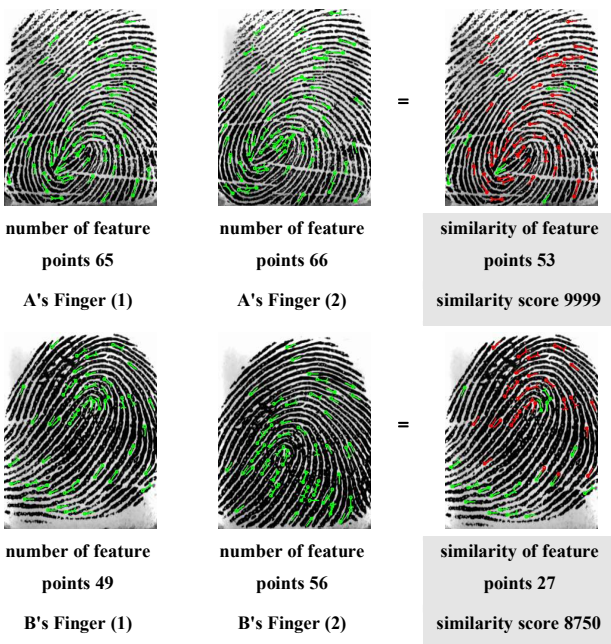 =
number of feature
points 65
A's Finger (1)
number of feature
points 66
A's Finger (2)
similarity of feature
points 53
similarity score 9999
=
number of feature
points 49
B's Finger (1)
number of feature
points 56
B's Finger (2)
similarity of feature
points 27
similarity score 8750